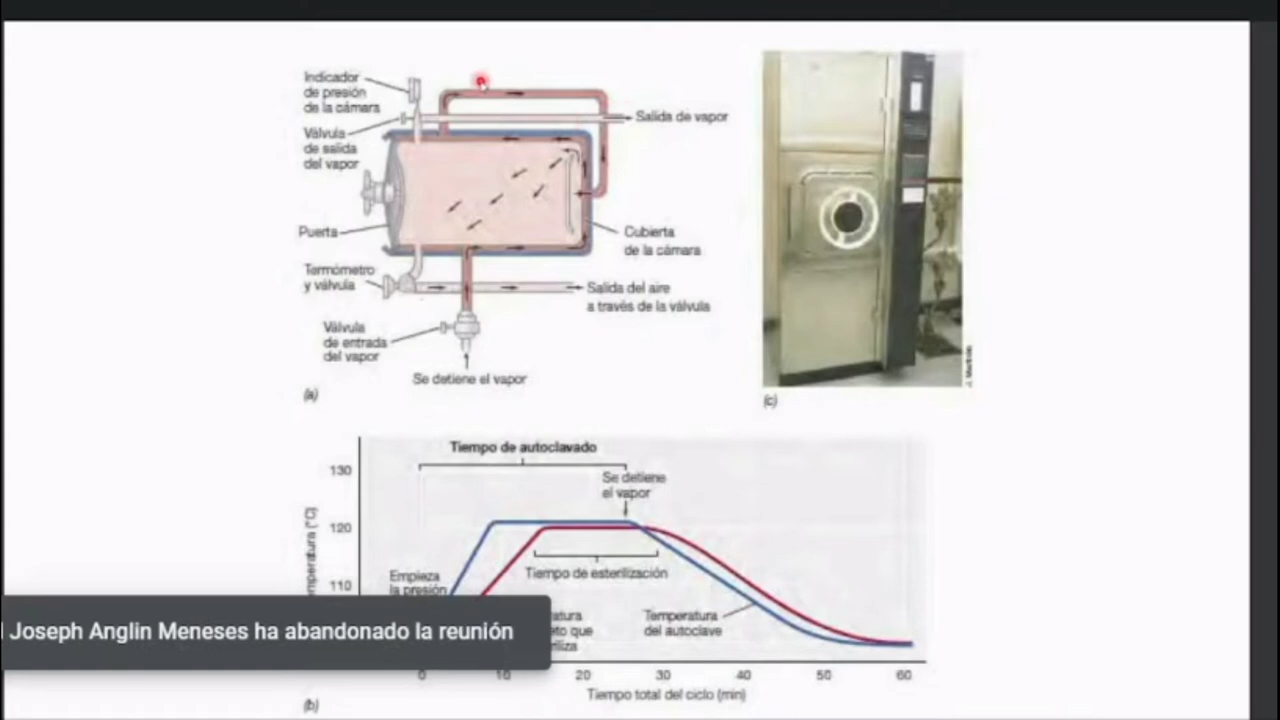 Indicador
de presión
de la cámara
Válvula
de salida
del vapor
Salida de vapor
Puerta
Cubierta
de la cámara
Termómetro
y válvula
Salida del aire
a través de la válvula
Válvula
de entrada
del vapor
Se detiene el vapor
(a)
(c)
Tiempo de autoclavado
130
Se detiene
el vapor
120
Tiempo de esterilización
Empieza
la presión
110
Temperatura
del autoclave
Joseph Anglin Meneses ha abandonado la reunión
0 10 20 30 40 50 60
Tiempo total del ciclo (min)
(b)